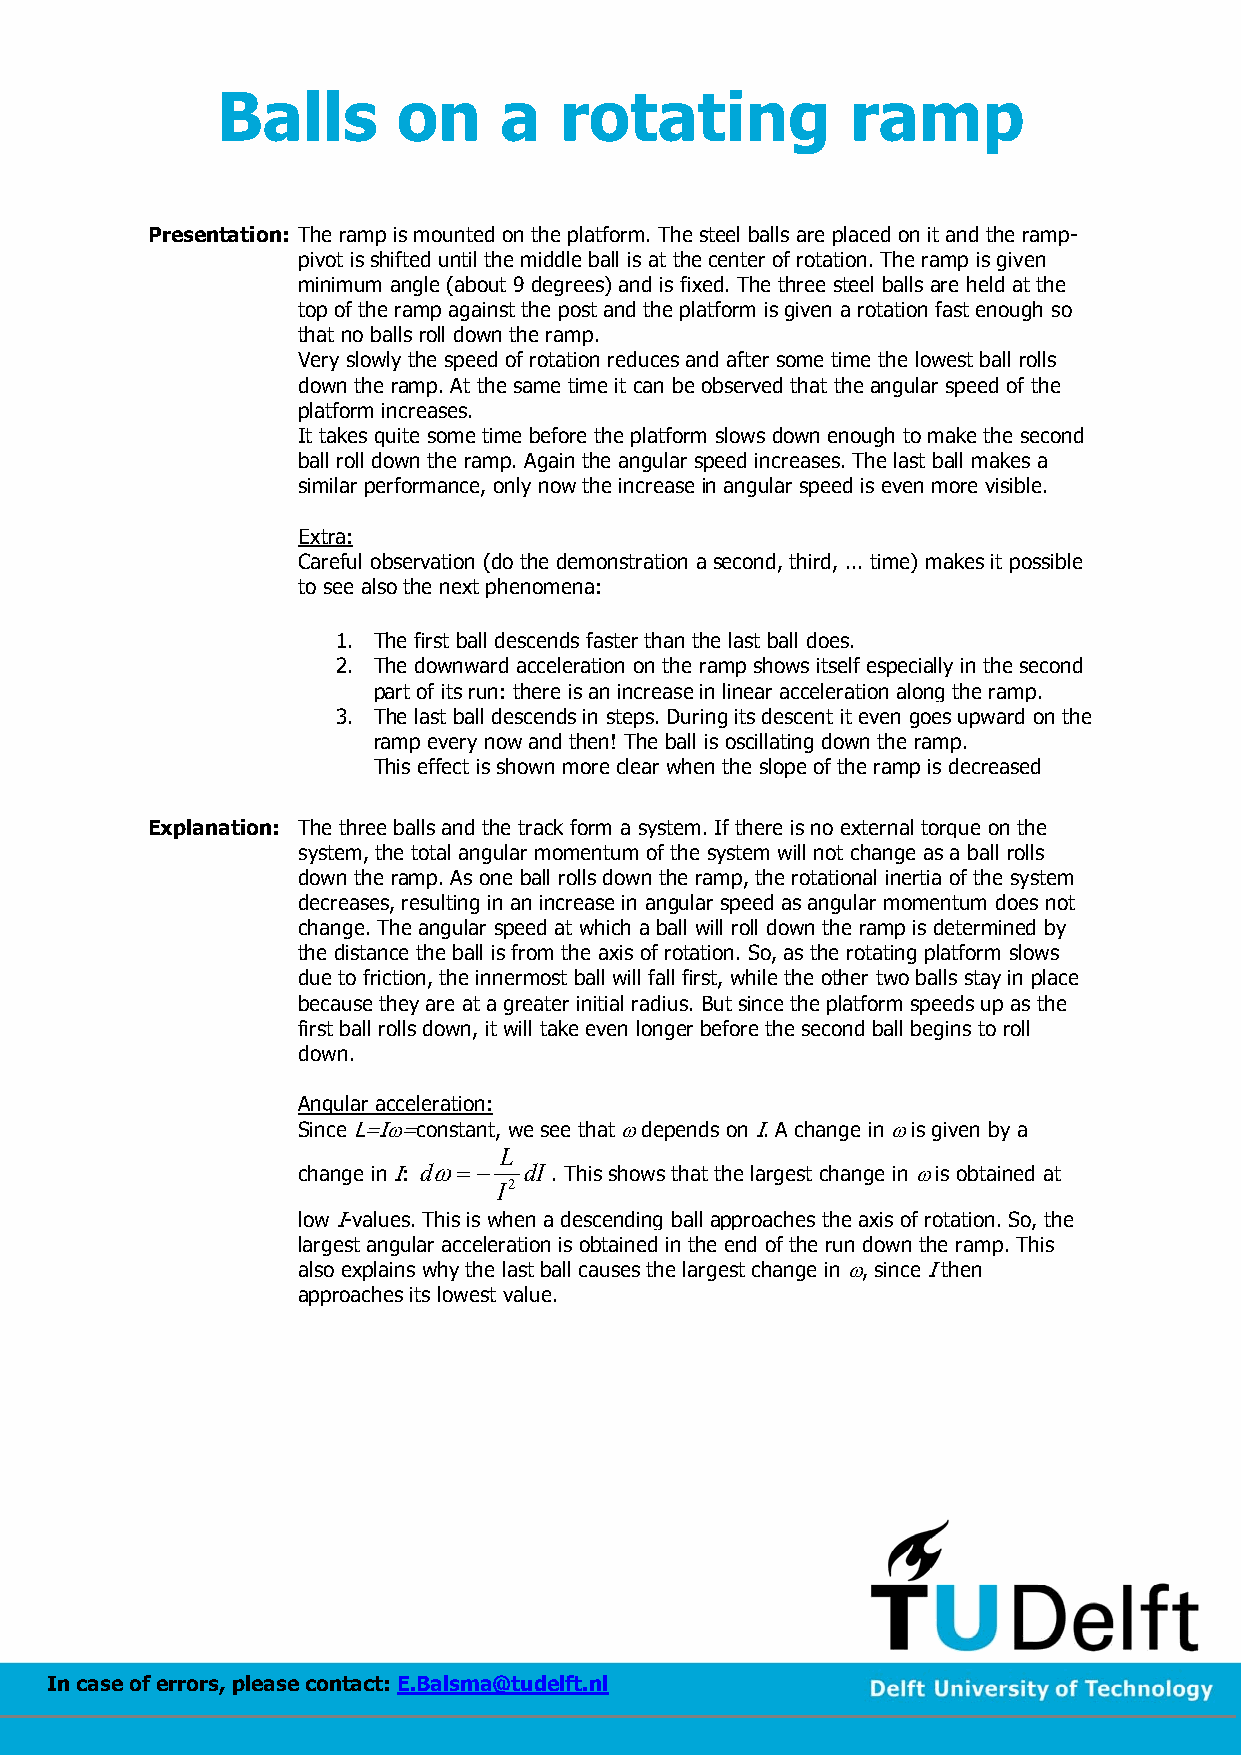 Balls on a rotating ramp
Presentation: The ramp is mounted on the platform. The steel balls are placed on it and the ramp-
pivot is shifted until the middle ball is at the center of rotation. The ramp is given
minimum angle (about 9 degrees) and is fixed. The three steel balls are held at the
top of the ramp against the post and the platform is given a rotation fast enough so
that no balls roll down the ramp.
Very slowly the speed of rotation reduces and after some time the lowest ball rolls
down the ramp. At the same time it can be observed that the angular speed of the
platform increases.
It takes quite some time before the platform slows down enough to make the second
ball roll down the ramp. Again the angular speed increases. The last ball makes a
similar performance, only now the increase in angular speed is even more visible.
Extra:
Careful observation (do the demonstration a second, third, ... time) makes it possible
to see also the next phenomena:
1. The first ball descends faster than the last ball does.
2. The downward acceleration on the ramp shows itself especially in the second
part of its run: there is an increase in linear acceleration along the ramp.
3. The last ball descends in steps. During its descent it even goes upward on the
ramp every now and then! The ball is oscillating down the ramp.
This effect is shown more clear when the slope of the ramp is decreased
Explanation: The three balls and the track form a system. If there is no external torque on the
system, the total angular momentum of the system will not change as a ball rolls
down the ramp. As one ball rolls down the ramp, the rotational inertia of the system
decreases, resulting in an increase in angular speed as angular momentum does not
change. The angular speed at which a ball will roll down the ramp is determined by
the distance the ball is from the axis of rotation. So, as the rotating platform slows
due to friction, the innermost ball will fall first, while the other two balls stay in place
because they are at a greater initial radius. But since the platform speeds up as the
first ball rolls down, it will take even longer before the second ball begins to roll
down.
Angular acceleration:
Since L=Iω=constant, we see that ω depends on I. A change in ω is given by a
change in I: dω = − L/I² dI . This shows that the largest change in ω is obtained at
low I-values. This is when a descending ball approaches the axis of rotation. So, the
largest angular acceleration is obtained in the end of the run down the ramp. This
also explains why the last ball causes the largest change in ω, since I then
approaches its lowest value.
TUDelft
In case of errors, please contact: E.Balsma@tudelft.nl
Delft University of Technology